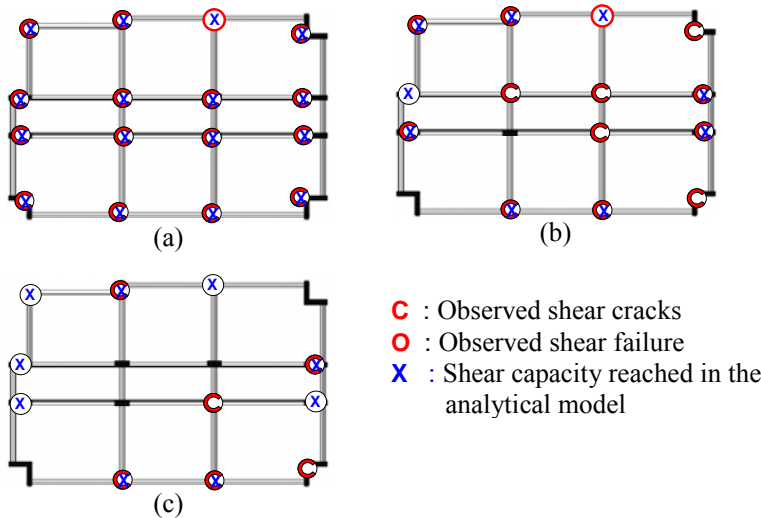 (a)
(b)
C : Observed shear cracks
O : Observed shear failure
X : Shear capacity reached in the
analytical model
(c)